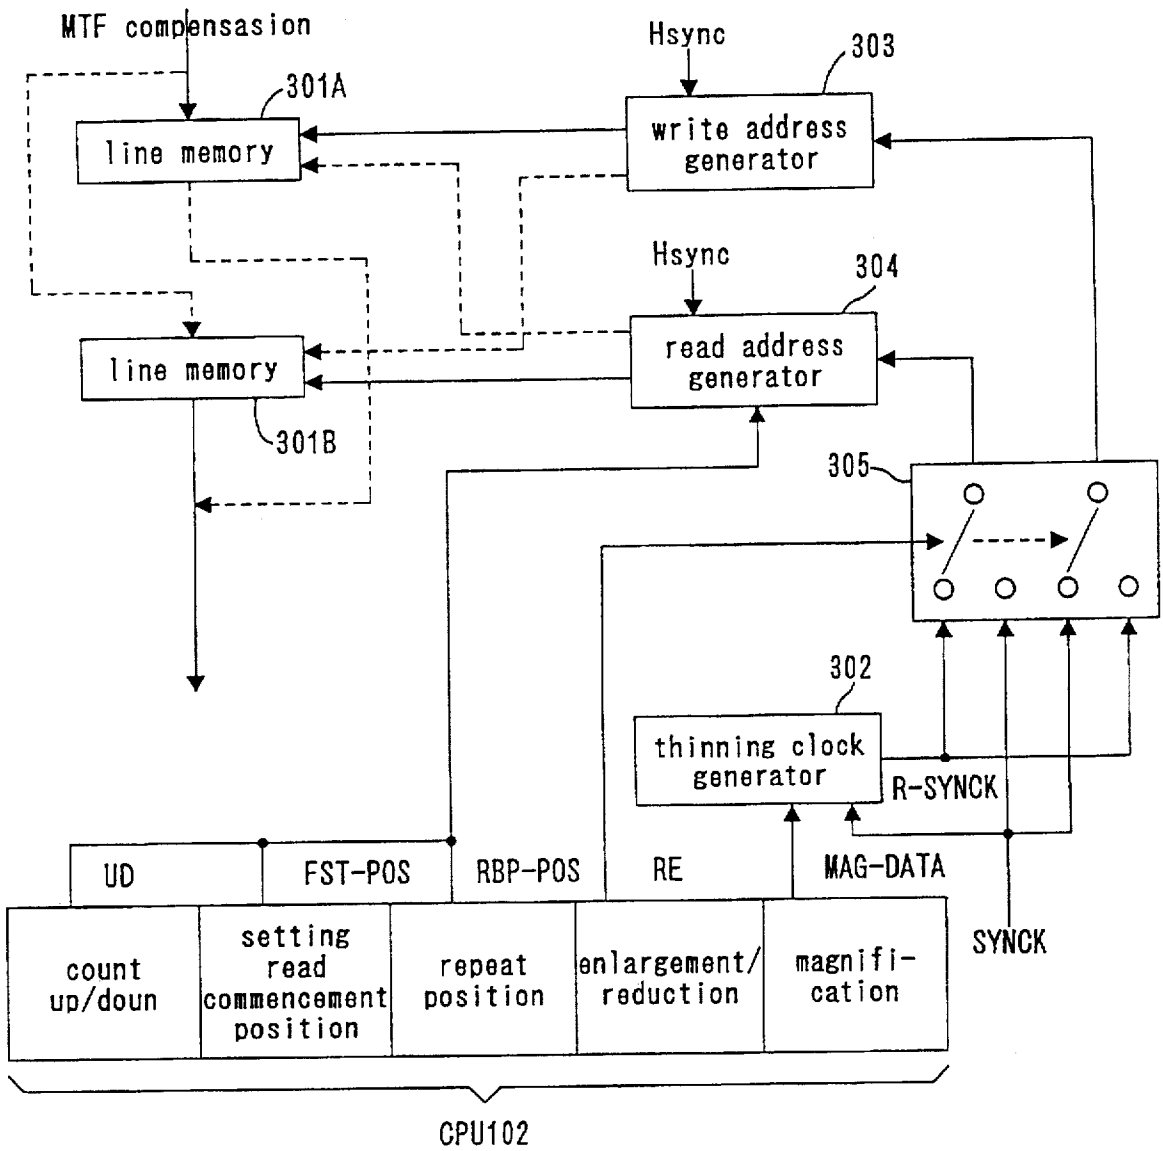 MTF compensasion
Hsync
303
301A
write address
generator
line memory
Hsync
304
read address
generator
line memory
301B
305
302
thinning clock
generator
R-SYNCK
UD
FST-POS
RBP-POS
RE
MAG-DATA
SYNCK
count
up/doun
setting
read
commencement
position
repeat
position
enlargement/
reduction
magnifi-
cation
CPU102